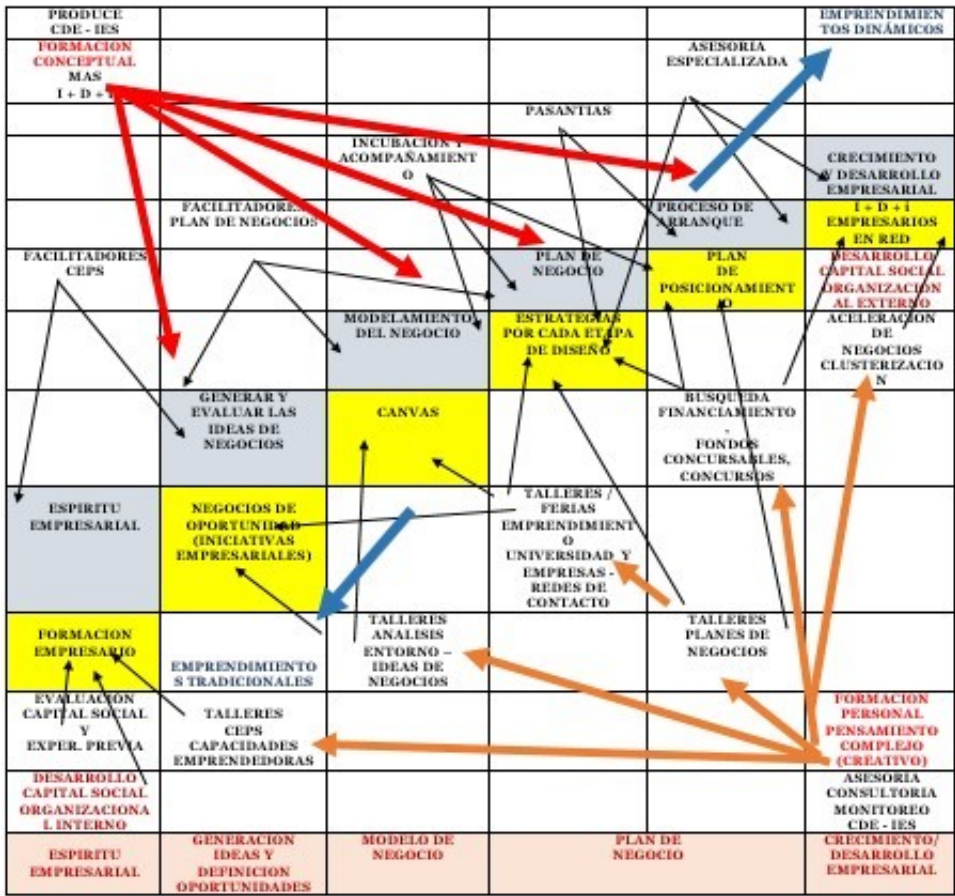 PRODUCE
CDE - IES
EMPRENDIMIEN
TOS DINÁMICOS
FORMACION
CONCEPTUAL
MAS
I + D + i
ASESORIA
ESPECIALIZADA
PASANTIAS
INCUBACION Y
ACOMPAÑAMIENT
O
CRECIMIENTO
Y DESARROLLO
EMPRESARIAL
FACILITADORES
PLAN DE NEGOCIOS
PROCESO DE
ARRANQUE
I + D + i
EMPRESARIOS
EN RED
FACILITADORES
CEPS
PLAN DE
NEGOCIO
PLAN
DE
POSICIONAMIENT
O
DESARROLLO
CAPITAL SOCIAL
ORGANIZACION
AL EXTERNO
MODELAMIENTO
DEL NEGOCIO
ESTRATEGIAS
POR CADA ETAPA
DE DISEÑO
ACELERACION
DE
NEGOCIOS
CLUSTERIZACIO
N
GENERAR Y
EVALUAR LAS
IDEAS DE
NEGOCIOS
CANVAS
BUSQUEDA
FINANCIAMIENTO
-
FONDOS
CONCURSABLES,
CONCURSOS
ESPIRITU
EMPRESARIAL
NEGOCIOS DE
OPORTUNIDAD
(INICIATIVAS
EMPRESARIALES)
TALLERES /
FERIAS
EMPRENDIMIENT
O
UNIVERSIDAD Y
EMPRESAS -
REDES DE
CONTACTO
FORMACION
EMPRESARIO
EMPRENDIMIENTO
S TRADICIONALES
TALLERES
ANALISIS
ENTORNO –
IDEAS DE
NEGOCIOS
TALLERES
PLANES DE
NEGOCIOS
EVALUACION
CAPITAL SOCIAL
Y
EXPER. PREVIA
TALLERES
CEPS
CAPACIDADES
EMPRENDEDORAS
FORMACION
PERSONAL
PENSAMIENTO
COMPLEJO
(CREATIVO)
DESARROLLO
CAPITAL SOCIAL
ORGANIZACIONA
L INTERNO
ASESORIA
CONSULTORIA
MONITOREO
CDE - IES
ESPIRITU
EMPRESARIAL
GENERACION
IDEAS Y
DEFINICION
OPORTUNIDADES
MODELO DE
NEGOCIO
PLAN DE
NEGOCIO
CRECIMIENTO/
DESARROLLO
EMPRESARIAL